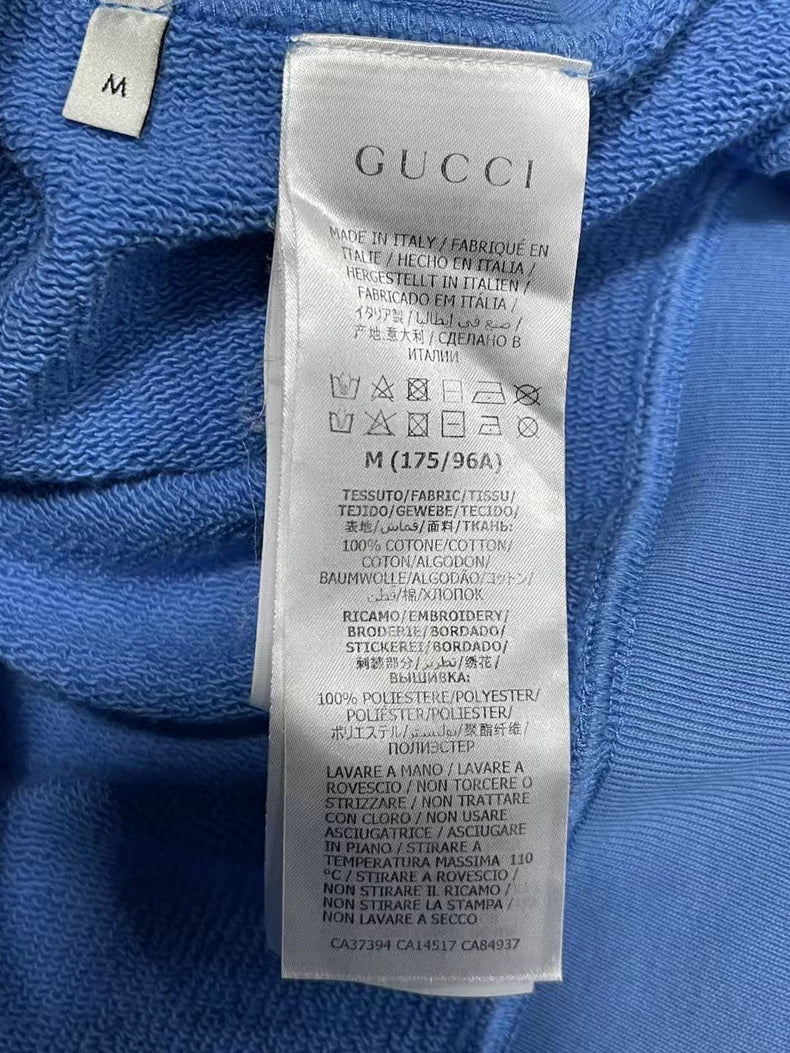 M
GUCCI
MADE IN ITALY / FABRIQUÉ EN
ITALIE / HECHO EN ITALIA /
HERGESTELLT IN ITALIEN /
FABRICADO EM ITÁLIA /
イタリア製 / صنع في إيطاليا /
产地:意大利 / СДЕЛАНО В
ИТАЛИИ
M (175/96A)
TESSUTO/FABRIC/TISSU/
TEJIDO/GEWEBE/TECIDO/
表地/قماش/面料/ТКАНЬ:
100% COTONE/COTTON/
COTON/ALGODÓN/
BAUMWOLLE/ALGODÃO/コットン/
قطن/棉/ХЛОПОК
RICAMO/EMBROIDERY/
BRODERIE/BORDADO/
STICKEREI/BORDADO/
刺繍部分/تطريز/绣花/
ВЫШИВКА:
100% POLIESTERE/POLYESTER/
POLIÉSTER/POLIESTER/
ポリエステル/بوليستر/聚酯纤维/
ПОЛИЭСТЕР
LAVARE A MANO / LAVARE A
ROVESCIO / NON TORCERE O
STRIZZARE / NON TRATTARE
CON CLORO / NON USARE
ASCIUGATRICE / ASCIUGARE
IN PIANO / STIRARE A
TEMPERATURA MASSIMA 110
°C / STIRARE A ROVESCIO /
NON STIRARE IL RICAMO /
NON STIRARE LA STAMPA /
NON LAVARE A SECCO
CA37394 CA14517 CA84937